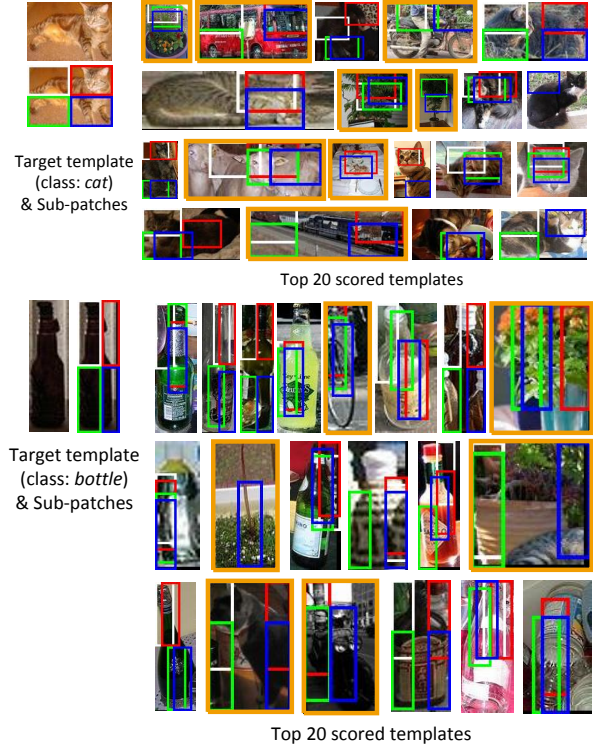 Target template
(class: cat)
& Sub-patches
Top 20 scored templates
Target template
(class: bottle)
& Sub-patches
Top 20 scored templates